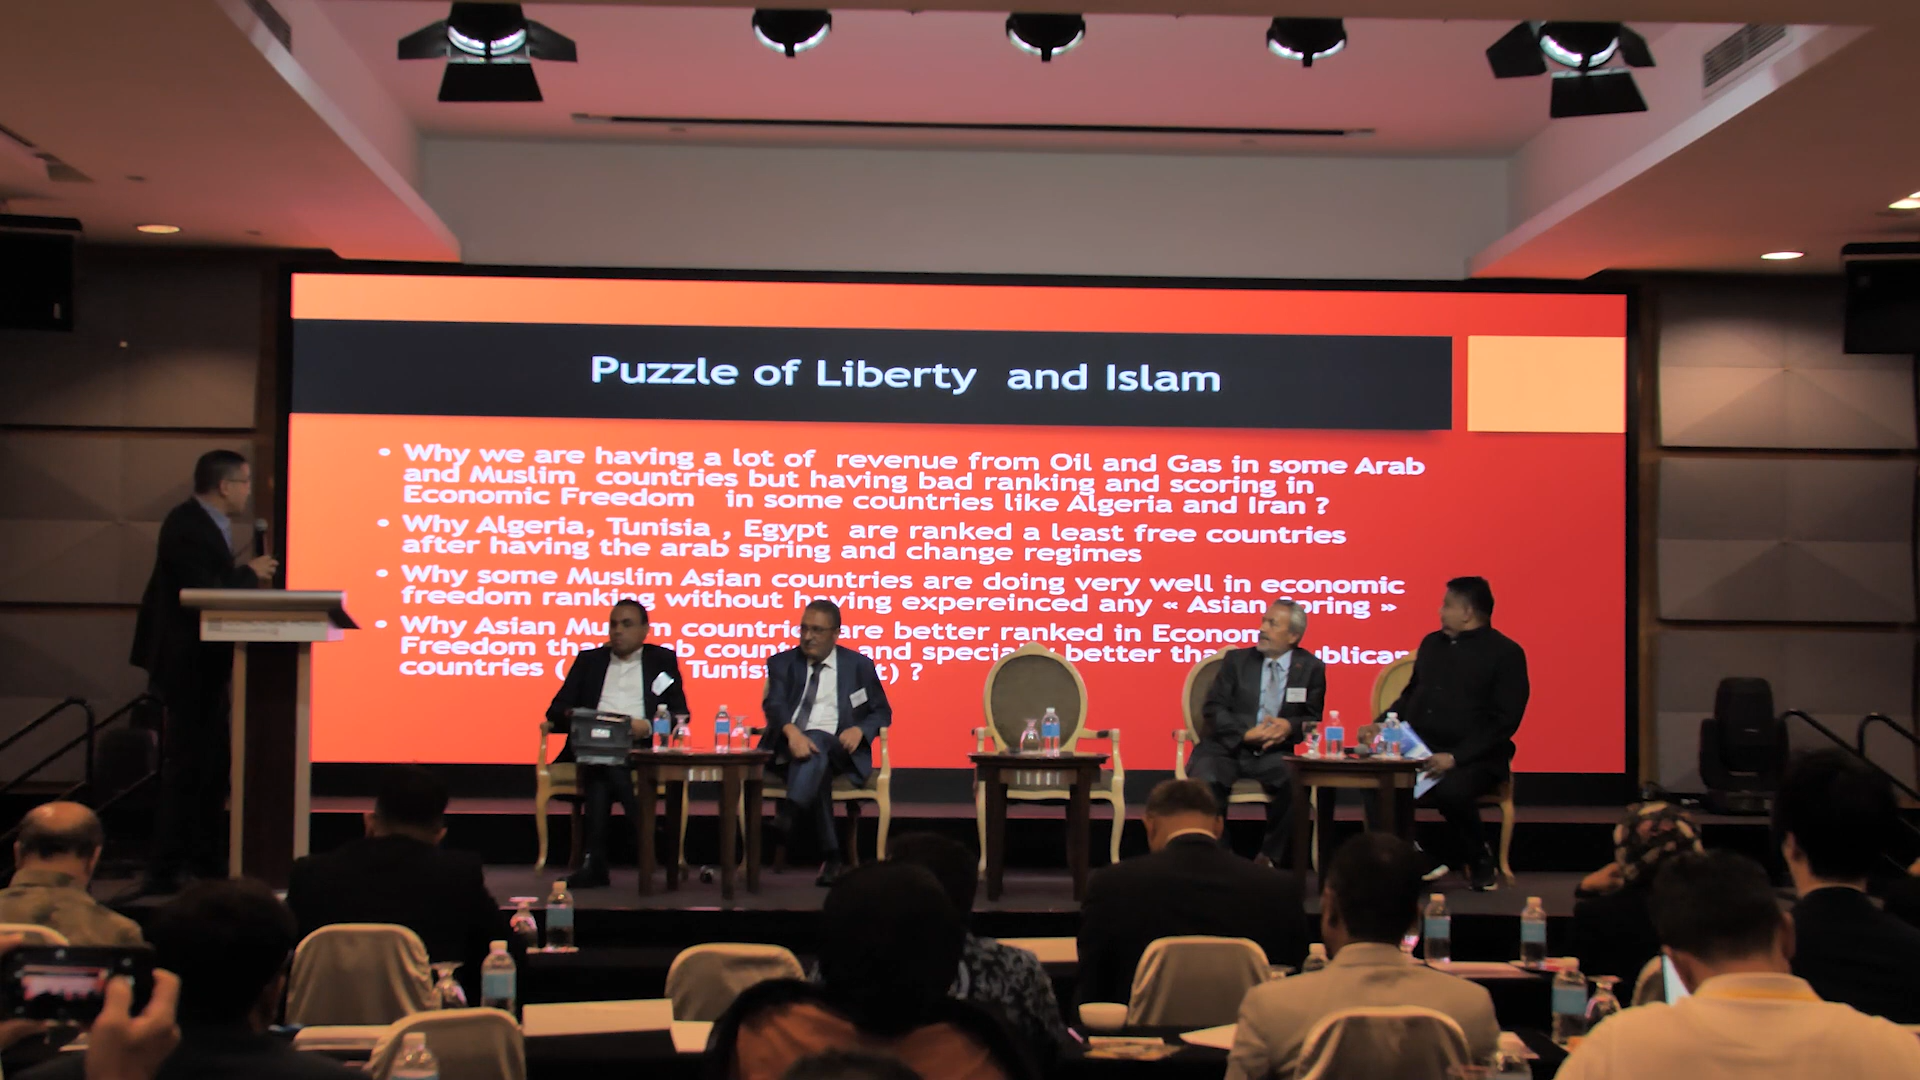 Puzzle of Liberty and Islam
• Why we are having a lot of revenue from Oil and Gas in some Arab
and Muslim countries but having bad ranking and scoring in
Economic Freedom in some countries like Algeria and Iran ?
• Why Algeria, Tunisia , Egypt are ranked a least free countries
after having the arab spring and change regimes
• Why some Muslim Asian countries are doing very well in economic
freedom ranking without having expereinced any « Asian Spring »
• Why Asian countri are better ranked in Econom
Freedom and better
countries ( Tunis t) ?